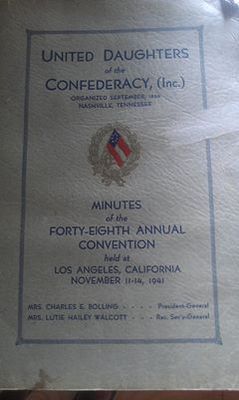 UNITED DAUGHTERS
of the
CONFEDERACY, (Inc.)
ORGANIZED SEPTEMBER, 1894
NASHVILLE, TENNESSEE
MINUTES
of the
FORTY-EIGHTH ANNUAL
CONVENTION
held at
LOS ANGELES, CALIFORNIA
NOVEMBER 11-14, 1941
MRS. CHARLES E. BOLLING - - - - President-General
MRS. LUTIE HAILEY WALCOTT - - - Rec. Sec'y-General